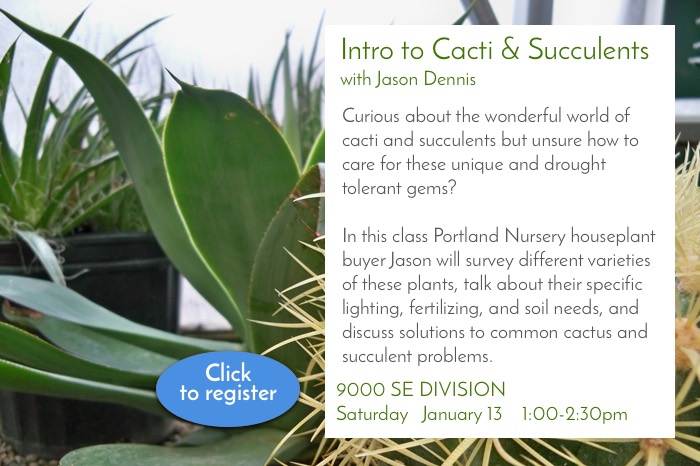 Intro to Cacti & Succulents
with Jason Dennis
Curious about the wonderful world of
cacti and succulents but unsure how to
care for these unique and drought
tolerant gems?
In this class Portland Nursery houseplant
buyer Jason will survey different varieties
of these plants, talk about their specific
lighting, fertilizing, and soil needs, and
discuss solutions to common cactus and
succulent problems.
Click
to register
9000 SE DIVISION
Saturday January 13 1:00-2:30pm